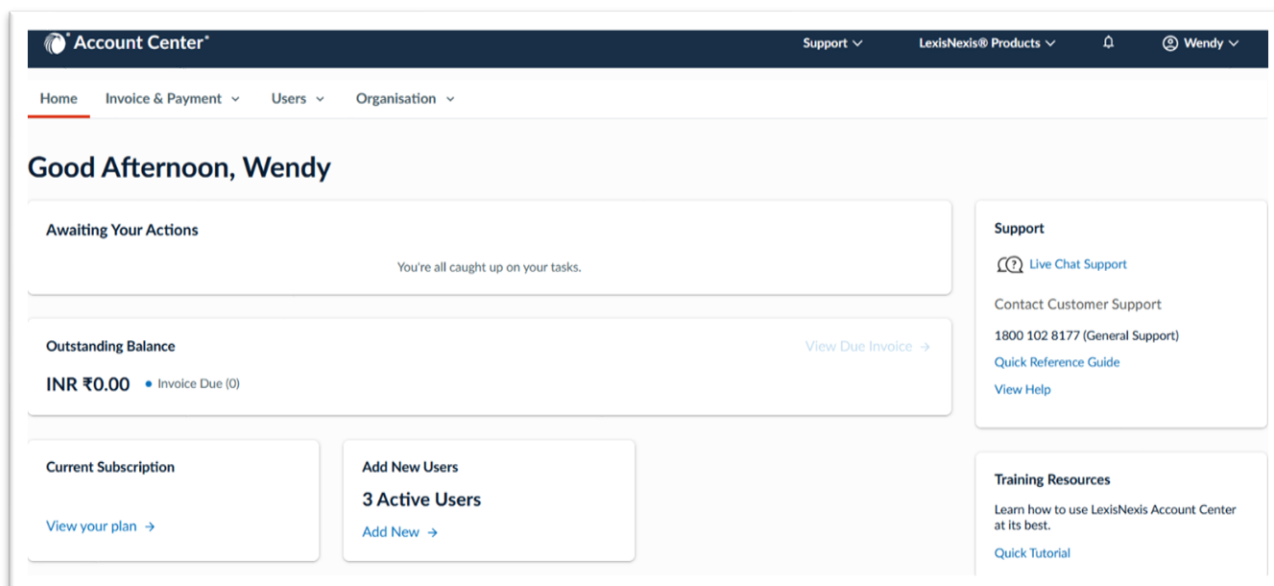 Account Center
Support
LexisNexis® Products
Wendy
Home
Invoice & Payment
Users
Organisation
Good Afternoon, Wendy
Awaiting Your Actions
You're all caught up on your tasks.
Outstanding Balance
View Due Invoice →
INR ₹0.00 • Invoice Due (0)
Current Subscription
View your plan →
Add New Users
3 Active Users
Add New →
Support
Live Chat Support
Contact Customer Support
1800 102 8177 (General Support)
Quick Reference Guide
View Help
Training Resources
Learn how to use LexisNexis Account Center
at its best.
Quick Tutorial